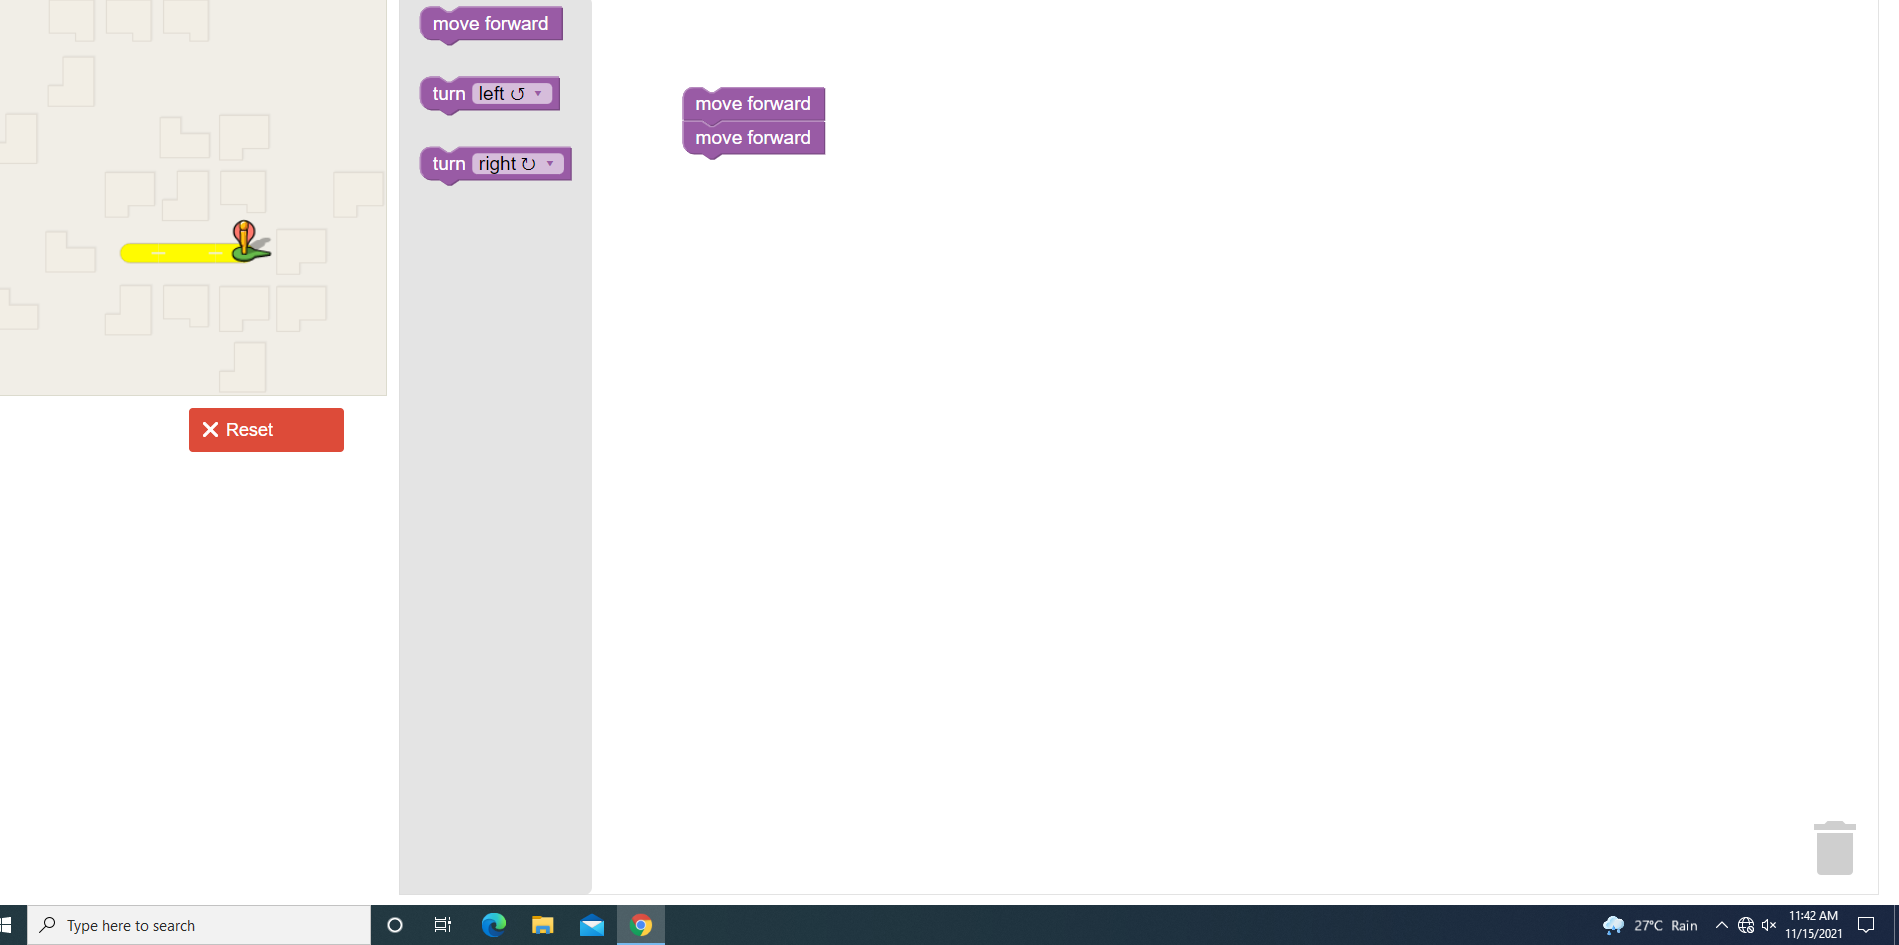 move forward
turn left ↺ ▾
turn right ↻ ▾
move forward
move forward
Reset
Type here to search
27°C Rain
11:42 AM
11/15/2021